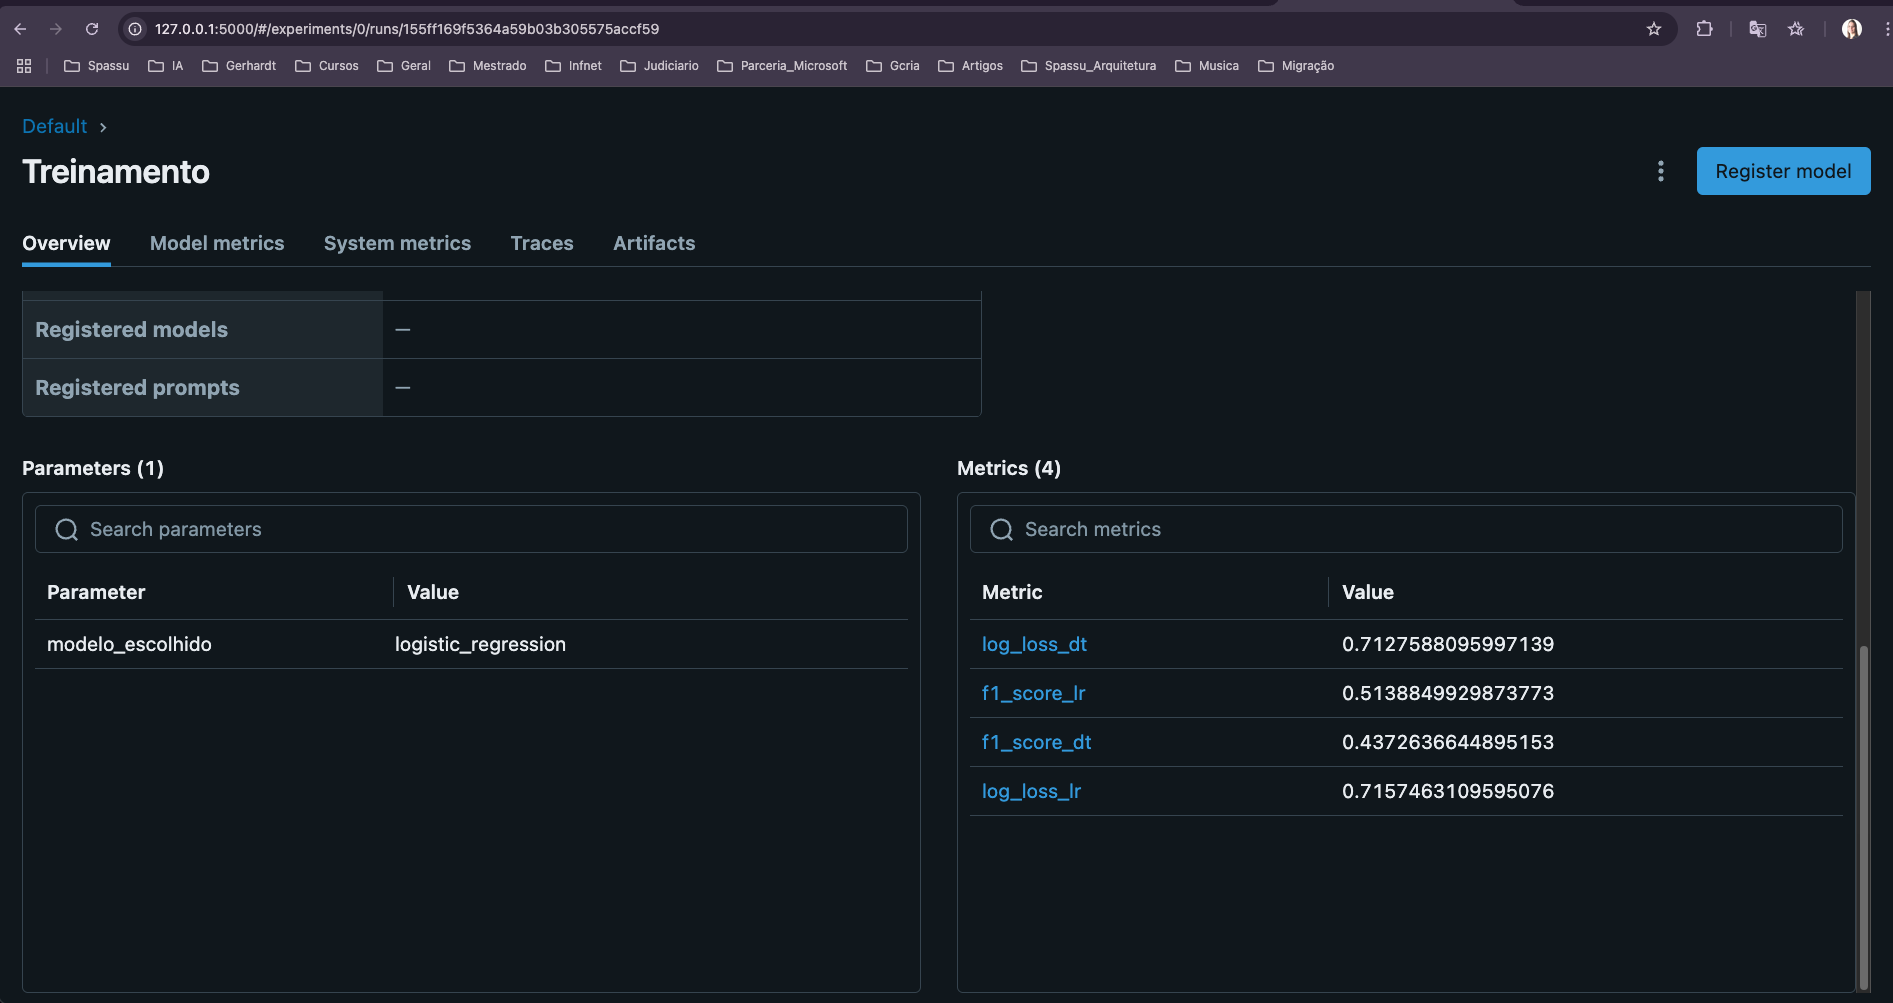 127.0.0.1:5000/#/experiments/0/runs/155ff169f5364a59b03b305575accf59
Spassu IA Gerhardt Cursos Geral Mestrado Infnet Judiciario Parceria_Microsoft Gcria Artigos Spassu_Arquitetura Musica Migração
Default
Treinamento
Register model
Overview Model metrics System metrics Traces Artifacts
Registered models —
Registered prompts —
Parameters (1)
Search parameters
Parameter Value
modelo_escolhido logistic_regression
Metrics (4)
Search metrics
Metric Value
log_loss_dt 0.7127588095997139
f1_score_lr 0.5138849929873773
f1_score_dt 0.4372636644895153
log_loss_lr 0.7157463109595076